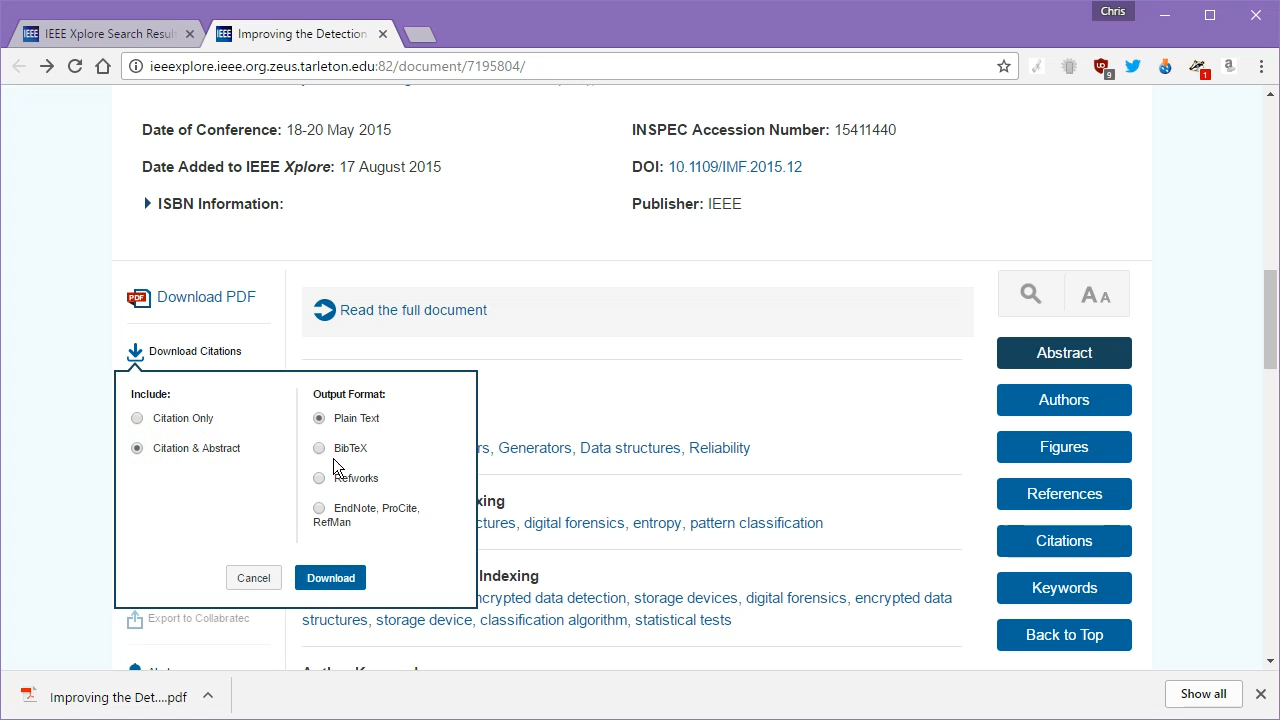 Chris
IEEE IEEE Xplore Search Resul
IEEE Improving the Detection
ieeexplore.ieee.org.zeus.tarleton.edu:82/document/7195804/
9
1
a
Date of Conference: 18-20 May 2015
INSPEC Accession Number: 15411440
Date Added to IEEE Xplore: 17 August 2015
DOI: 10.1109/IMF.2015.12
ISBN Information:
Publisher: IEEE
PDF Download PDF
Read the full document
A A
Download Citations
Abstract
Include:
Output Format:
Citation Only
Plain Text
Authors
Citation & Abstract
BibTeX
rs, Generators, Data structures, Reliability
Figures
Refworks
References
EndNote, ProCite,
RefMan
xing
ctures, digital forensics, entropy, pattern classification
Citations
Cancel
Download
Indexing
Keywords
ncrypted data detection, storage devices, digital forensics, encrypted data
Export to Collabratec
structures, storage device, classification algorithm, statistical tests
Back to Top
Improving the Det....pdf
Show all